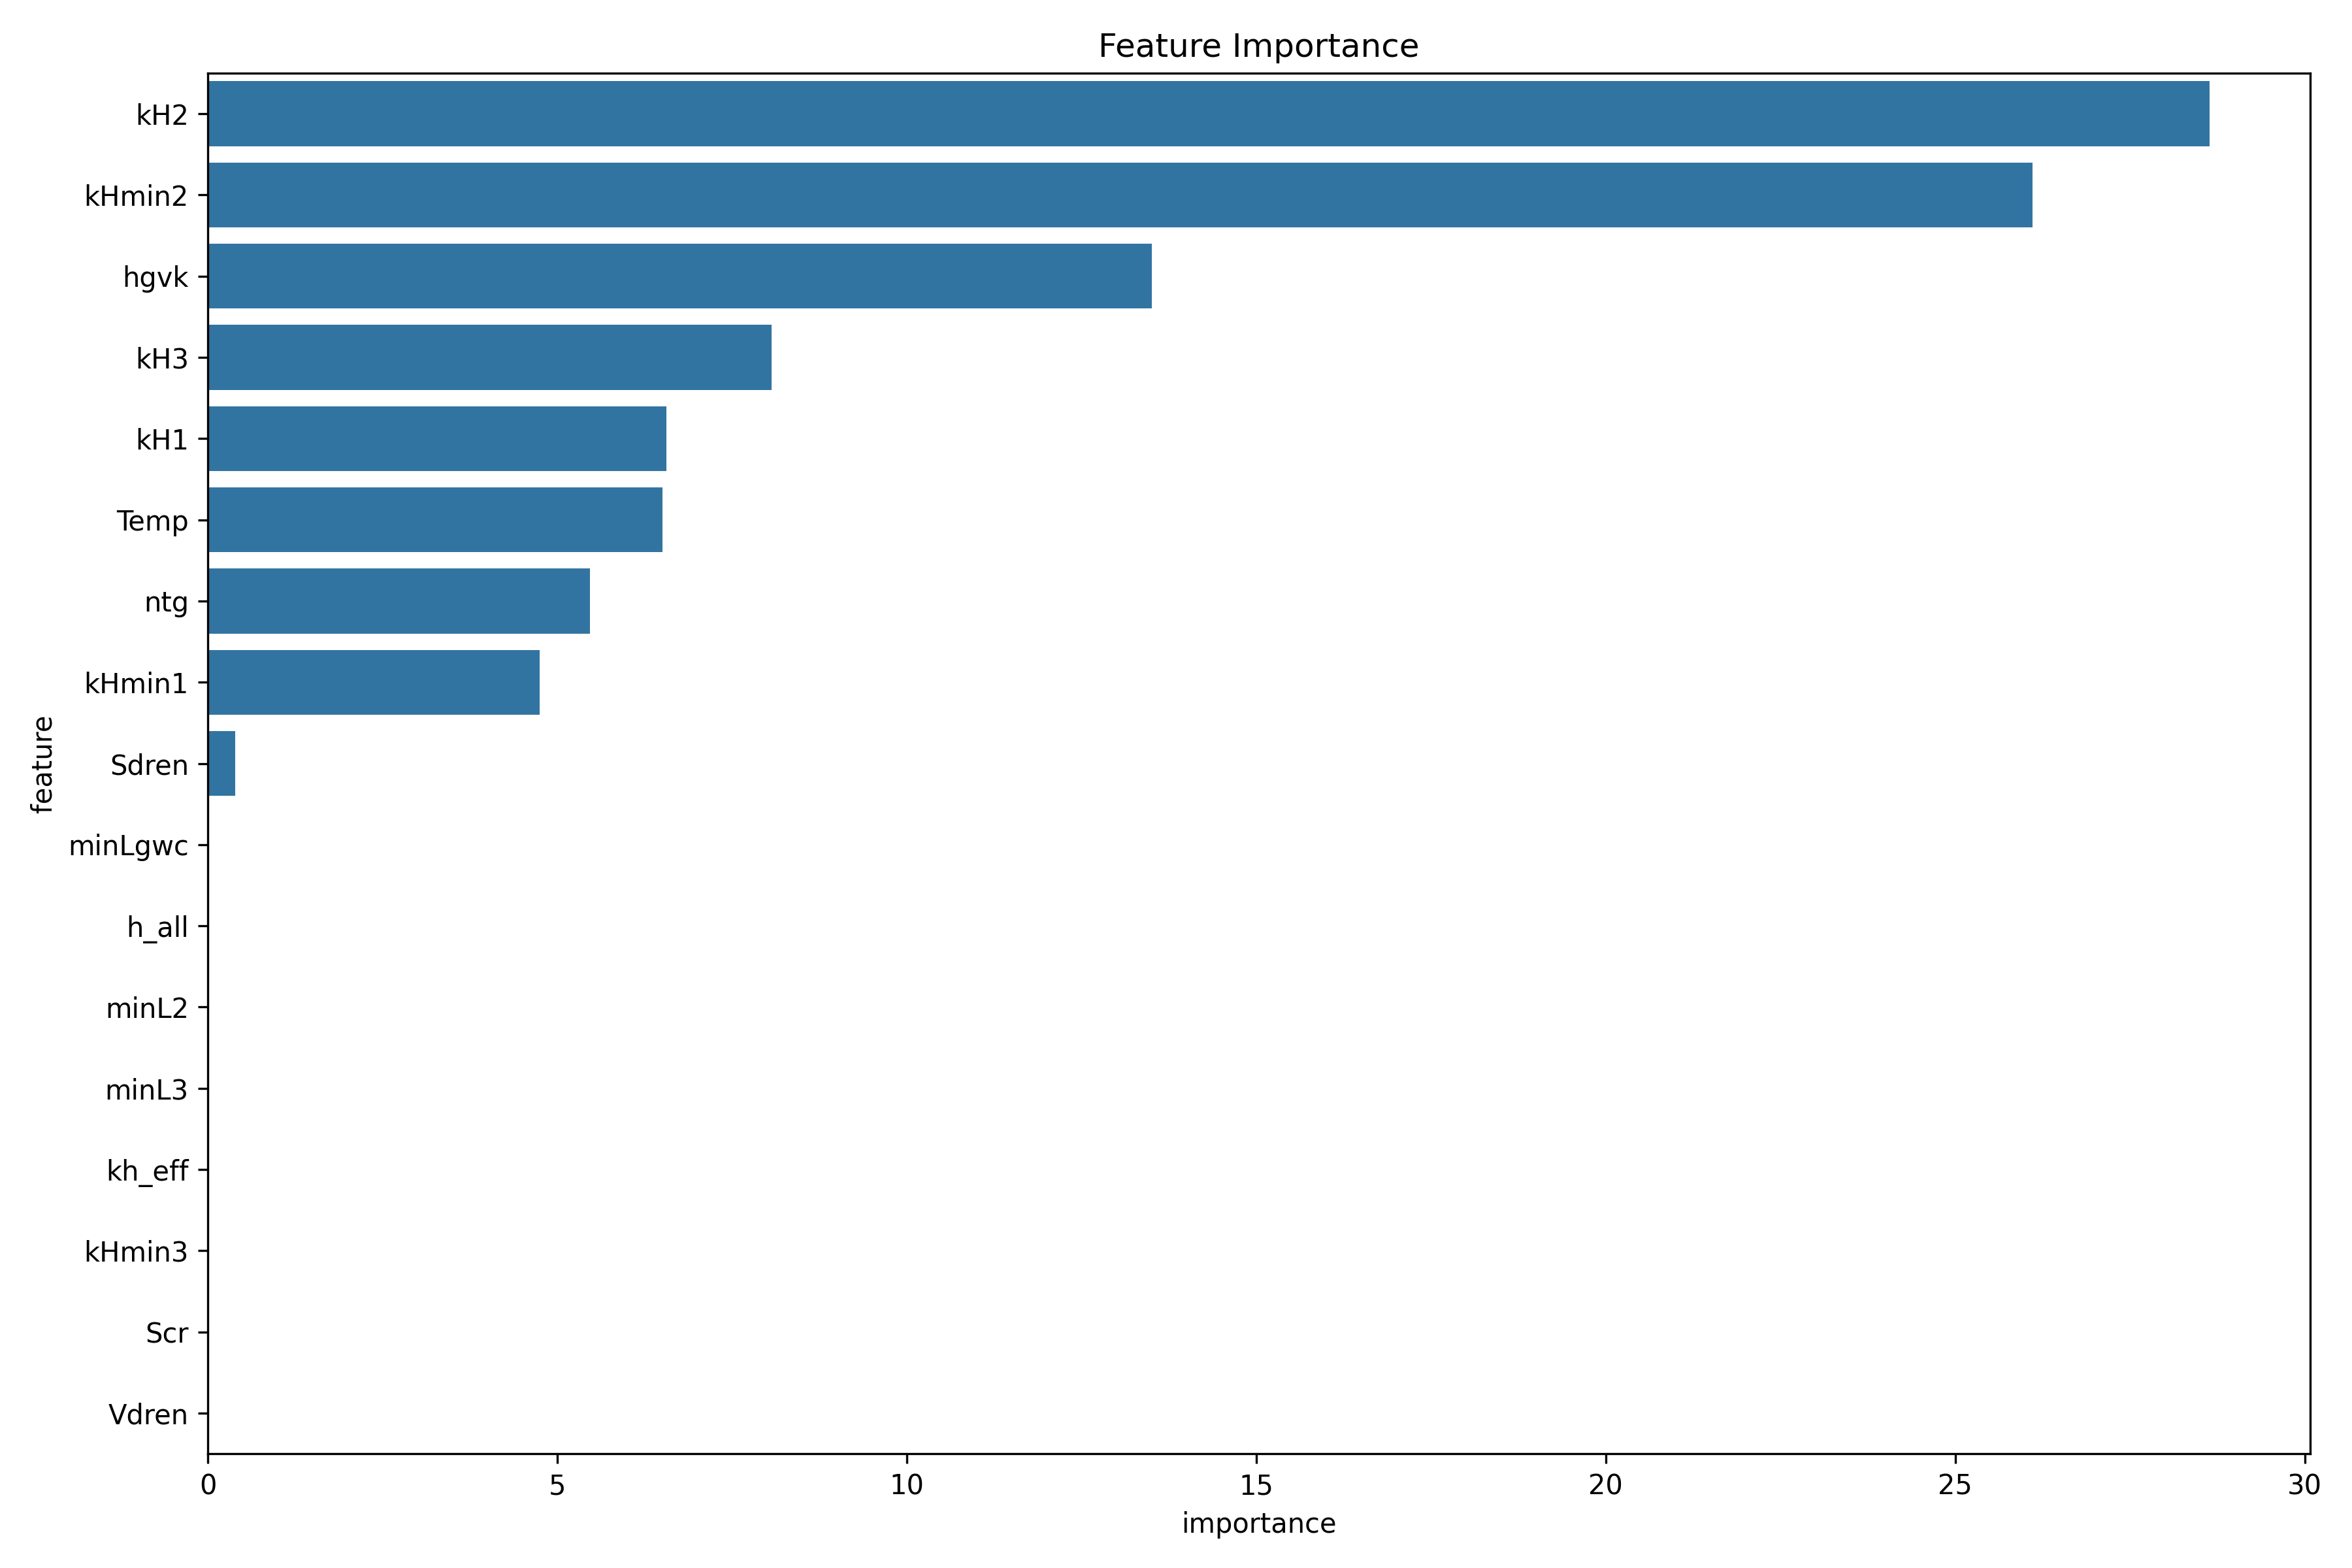 Feature Importance
kH2
kHmin2
hgvk
kH3
kH1
Temp
ntg
kHmin1
Sdren
minLgwc
h_all
minL2
minL3
kh_eff
kHmin3
Scr
Vdren
feature
0 5 10 15 20 25 30
importance